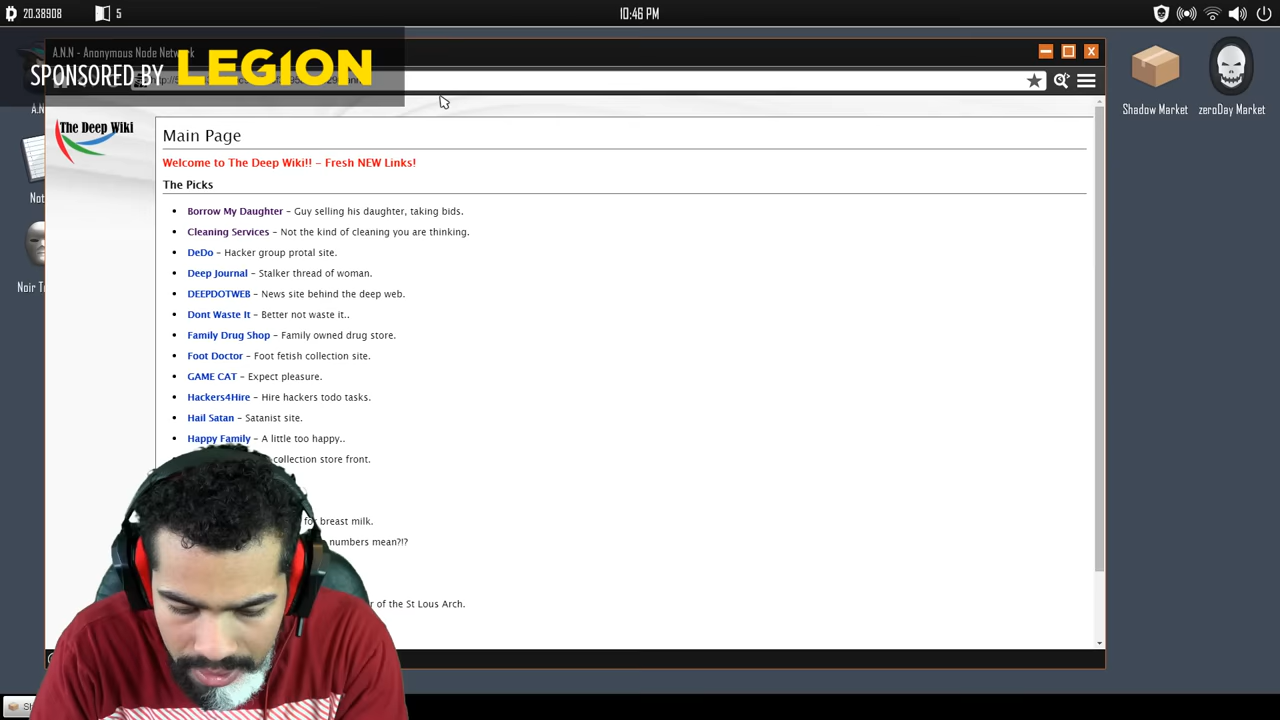 20.38908
5
10:46 PM
A.N.N - Anonymous Node Network
SPONSORED BY LEGION
Shadow Market
zeroDay Market
The Deep Wiki
Main Page
Welcome to The Deep Wiki!! - Fresh NEW Links!
The Picks
Borrow My Daughter - Guy selling his daughter, taking bids.
Cleaning Services - Not the kind of cleaning you are thinking.
DeDo - Hacker group protal site.
Deep Journal - Stalker thread of woman.
DEEPDOTWEB - News site behind the deep web.
Dont Waste It - Better not waste it..
Family Drug Shop - Family owned drug store.
Foot Doctor - Foot fetish collection site.
GAME CAT - Expect pleasure.
Hackers4Hire - Hire hackers todo tasks.
Hail Satan - Satanist site.
Happy Family - A little too happy..
collection store front.
for breast milk.
numbers mean?!?
of the St Lous Arch.
A.N
Not
Noir T